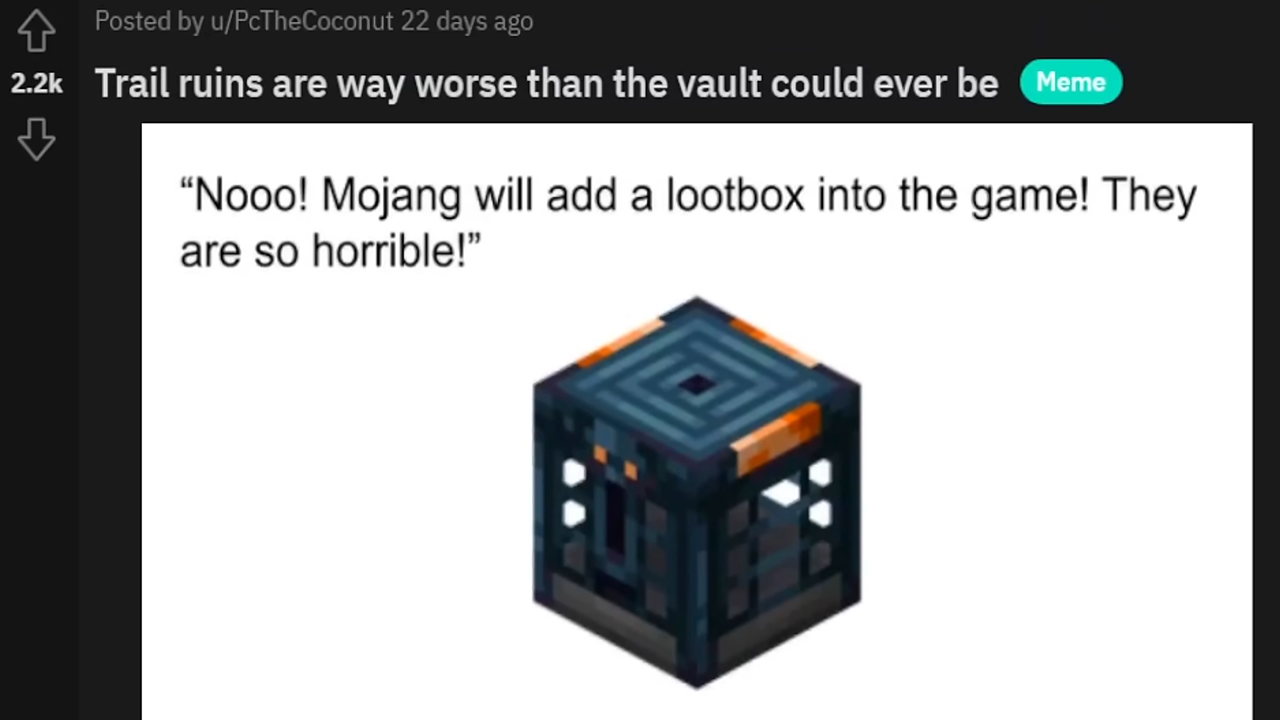 Posted by u/PcTheCoconut 22 days ago
2.2k
Trail ruins are way worse than the vault could ever be
Meme
“Nooo! Mojang will add a lootbox into the game! They
are so horrible!”